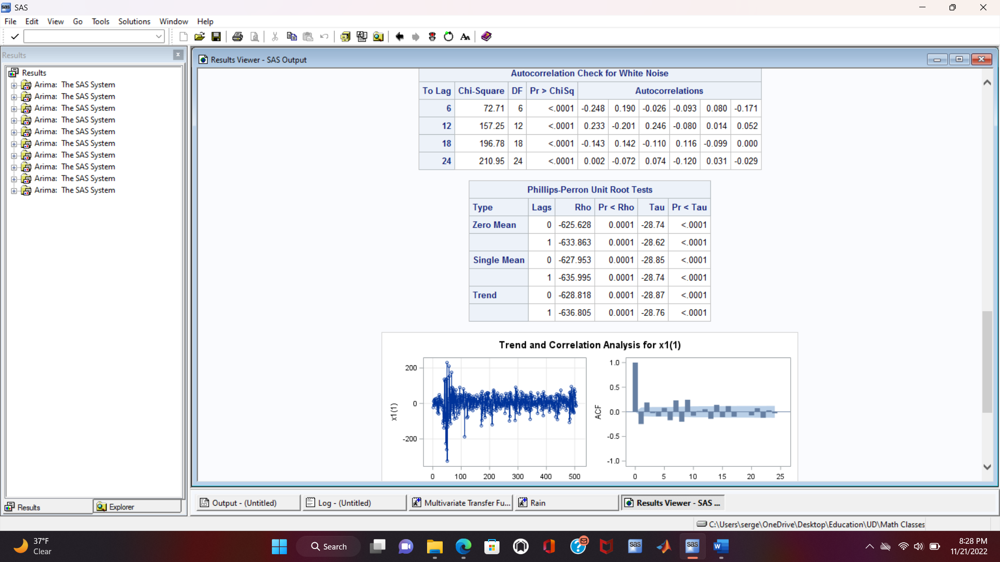 SAS
File Edit View Go Tools Solutions Window Help
Results
Results
Arima: The SAS System
Arima: The SAS System
Arima: The SAS System
Arima: The SAS System
Arima: The SAS System
Arima: The SAS System
Arima: The SAS System
Arima: The SAS System
Arima: The SAS System
Arima: The SAS System
Results Explorer
Results Viewer - SAS Output
Autocorrelation Check for White Noise
To Lag Chi-Square DF Pr > ChiSq Autocorrelations
6 72.71 6 <.0001 -0.248 0.190 -0.026 -0.093 0.080 -0.171
12 157.25 12 <.0001 0.233 -0.201 0.246 -0.080 0.014 0.052
18 196.78 18 <.0001 -0.143 0.142 -0.110 0.116 -0.099 0.000
24 210.95 24 <.0001 0.002 -0.072 0.074 -0.120 0.031 -0.029
Phillips-Perron Unit Root Tests
Type Lags Rho Pr < Rho Tau Pr < Tau
Zero Mean 0 -625.628 0.0001 -28.74 <.0001
1 -633.863 0.0001 -28.62 <.0001
Single Mean 0 -627.953 0.0001 -28.85 <.0001
1 -635.995 0.0001 -28.74 <.0001
Trend 0 -628.818 0.0001 -28.87 <.0001
1 -636.805 0.0001 -28.76 <.0001
Trend and Correlation Analysis for x1(1)
x1(1)
200
0
-200
0 100 200 300 400 500
ACF
1.0
0.5
0.0
-0.5
-1.0
0 5 10 15 20 25
Output - (Untitled) Log - (Untitled) Multivariate Transfer Fu... Rain Results Viewer - SAS ...
C:\Users\serge\OneDrive\Desktop\Education\UD\Math Classes
37°F
Clear
Search
sas
sas
W
8:28 PM
11/21/2022